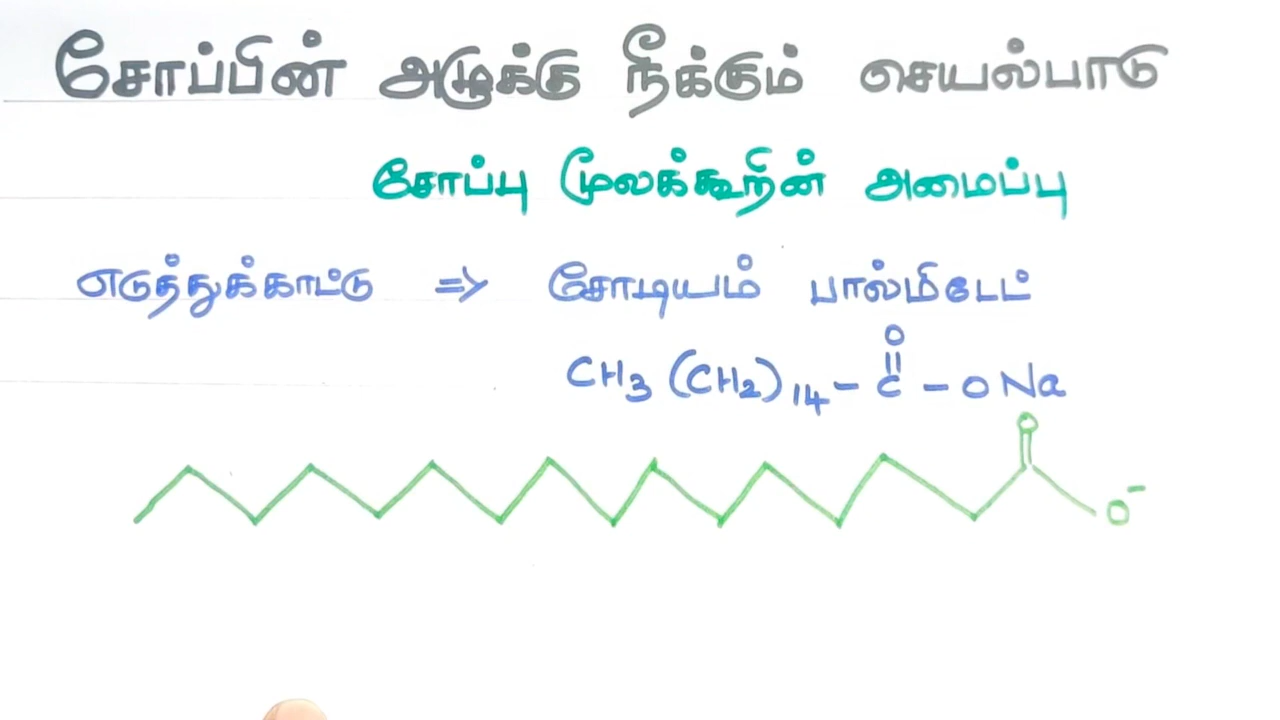 சோப்பின் அழுக்கு நீக்கும் செயல்பாடு
சோப்பு மூலக்கூறின் அமைப்பு
எடுத்துக்காட்டு => சோடியம் பால்மிடேட்
O
CH3 (CH2)14 – C – O Na
O
O⁻